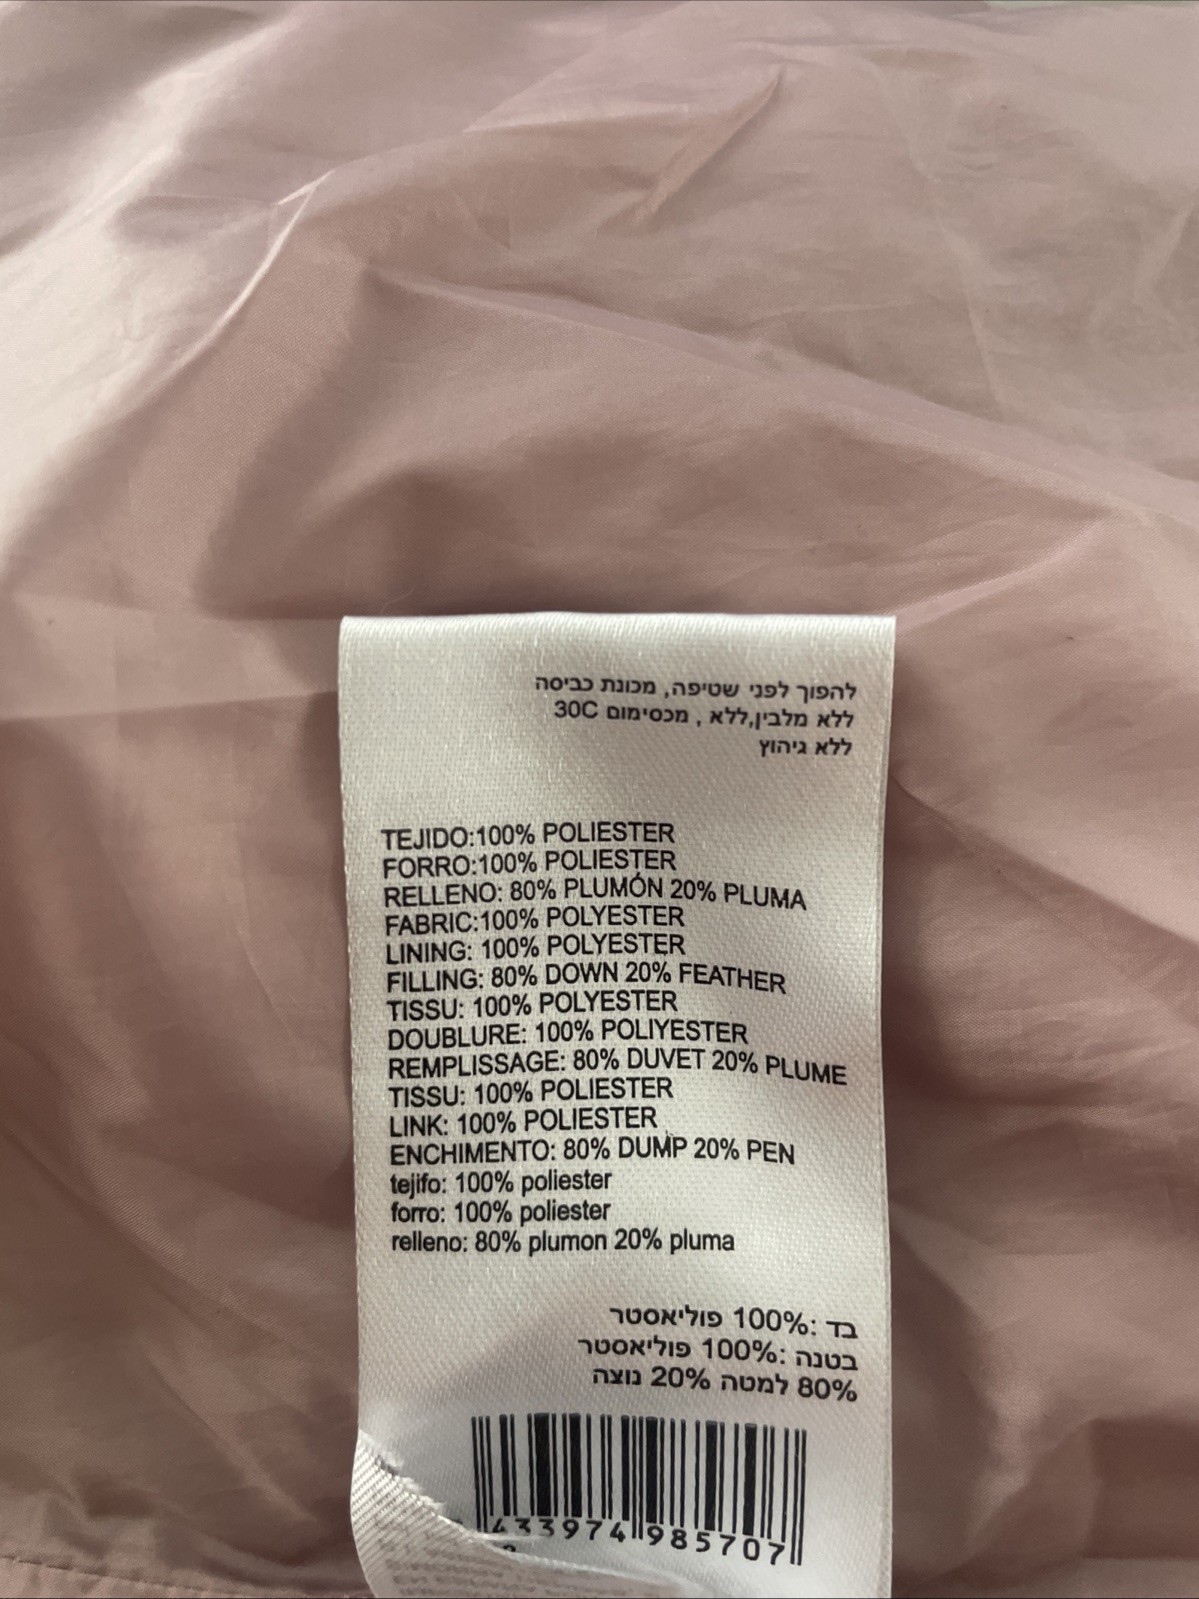 להפוך לפני שטיפה, מכונת כביסה
ללא מלבין,ללא , מכסימום 30C
ללא גיהוץ
TEJIDO:100% POLIESTER
FORRO:100% POLIESTER
RELLENO: 80% PLUMÓN 20% PLUMA
FABRIC:100% POLYESTER
LINING: 100% POLYESTER
FILLING: 80% DOWN 20% FEATHER
TISSU: 100% POLYESTER
DOUBLURE: 100% POLIYESTER
REMPLISSAGE: 80% DUVET 20% PLUME
TISSU: 100% POLIESTER
LINK: 100% POLIESTER
ENCHIMENTO: 80% DUMP 20% PEN
tejifo: 100% poliester
forro: 100% poliester
relleno: 80% plumon 20% pluma
בד :100% פוליאסטר
בטנה :100% פוליאסטר
80% למטה 20% נוצה
433974 985707